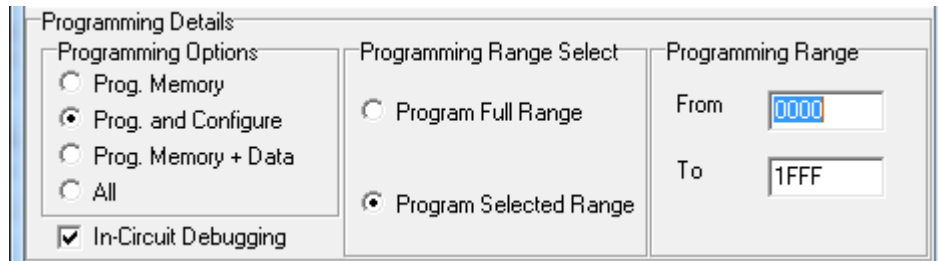 Programming Details
Programming Options
Prog. Memory
Prog. and Configure
Prog. Memory + Data
All
In-Circuit Debugging
Programming Range Select
Program Full Range
Program Selected Range
Programming Range
From 0000
To 1FFF